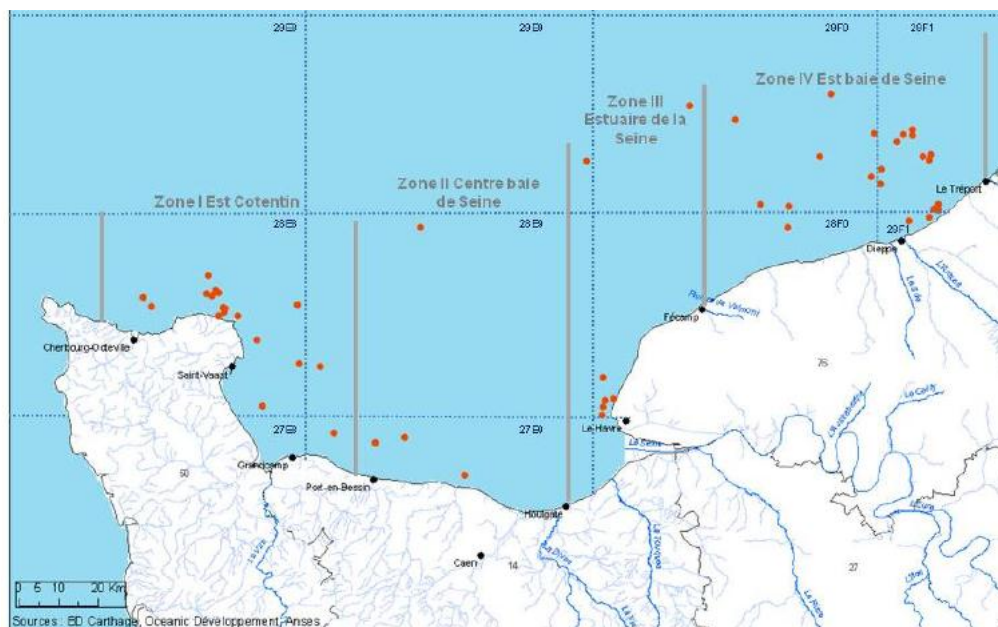 29E8
29E9
29F0
29F1
Zone IV Est baie de Seine
Zone III
Estuaire de la
Seine
Zone II Centre baie
de Seine
Zone I Est Cotentin
Le Tréport
28E8
28E9
28F0
28F1
Dieppe
Fécamp
Cherbourg-Octeville
Saint-Vaast
76
Le Havre
La Seine
27E8
27E9
Grandcamp
50
Port-en-Bessin
Houlgate
Caen
14
27
0 5 10 20 Km
Sources : BD Carthage, Oceanic Développement, Anses